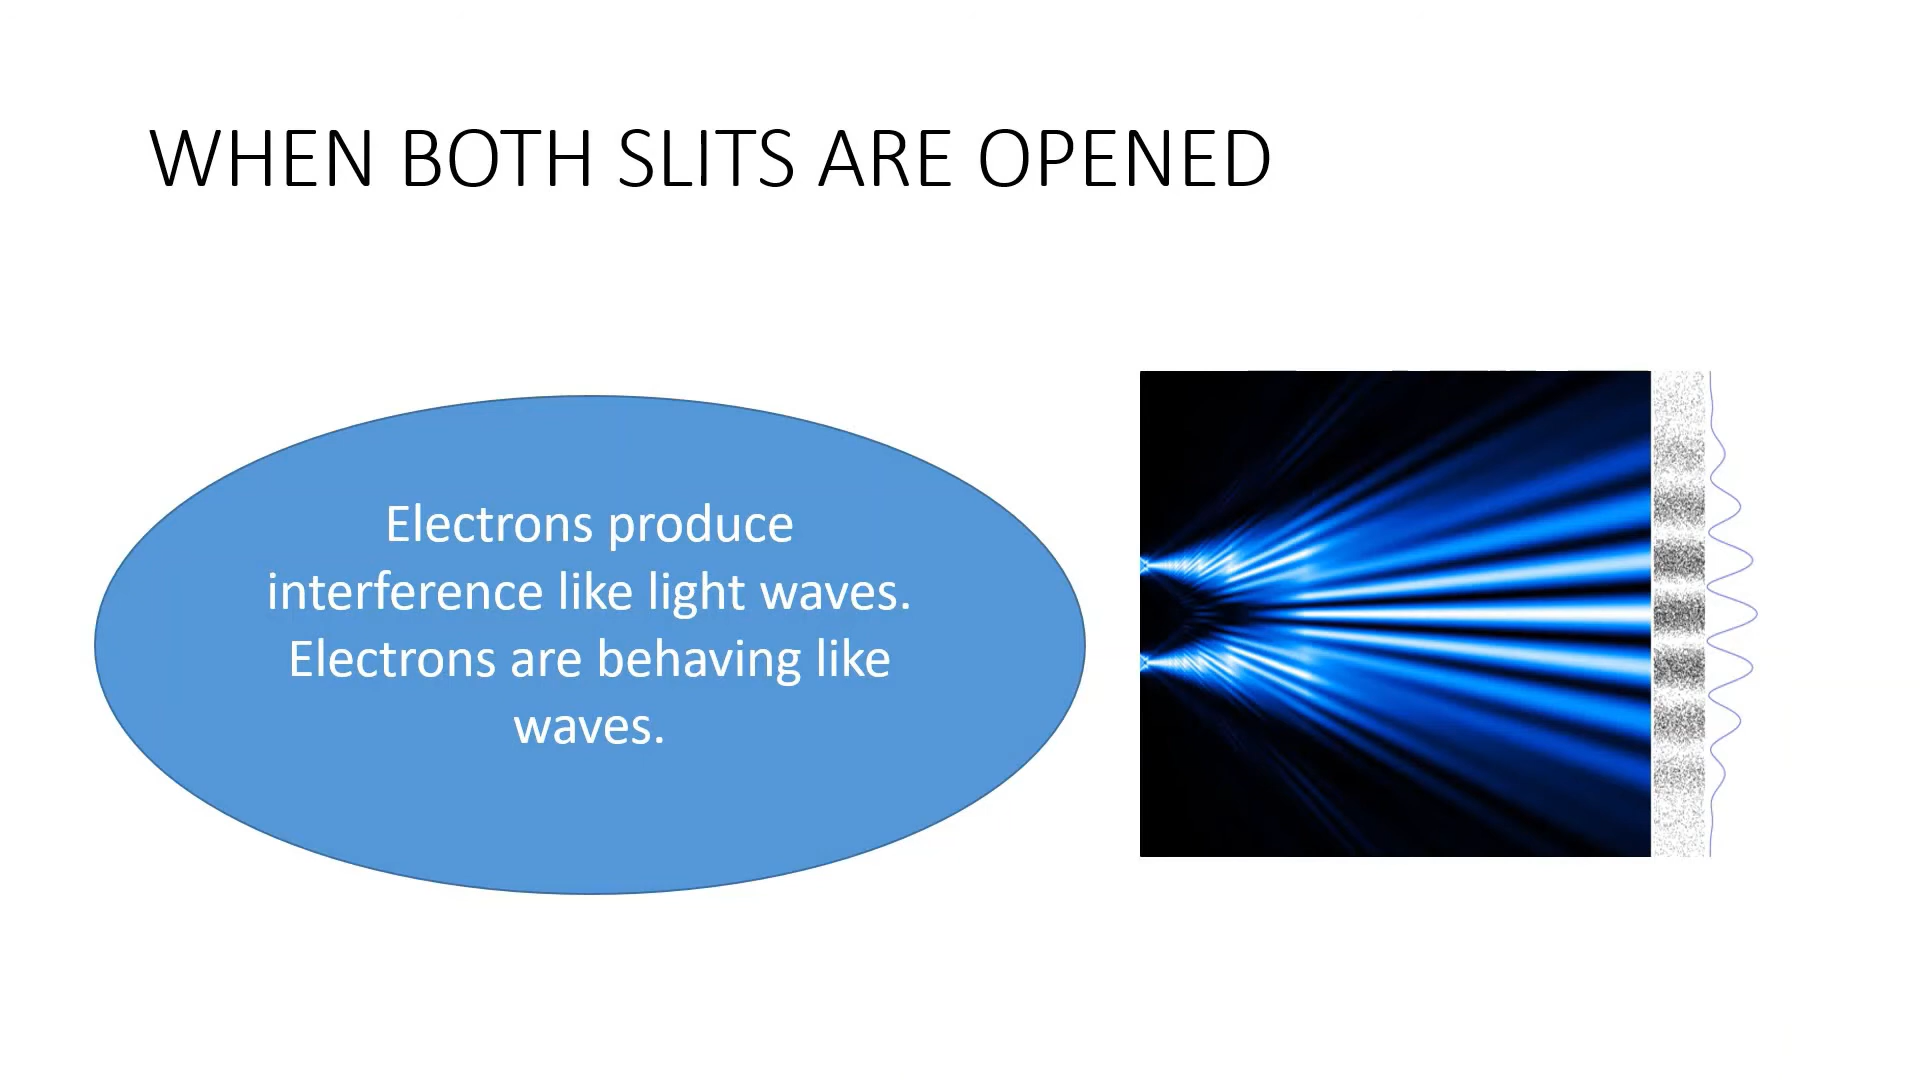 WHEN BOTH SLITS ARE OPENED
Electrons produce
interference like light waves.
Electrons are behaving like
waves.